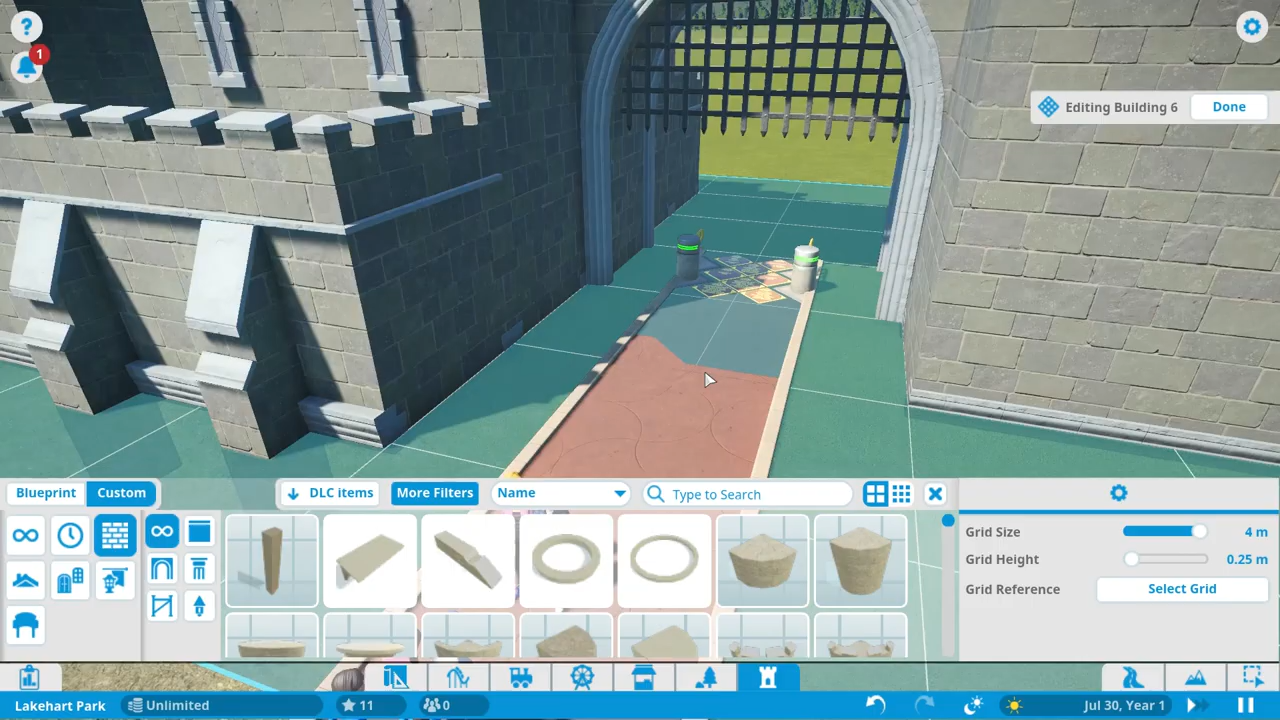 ?
1
Editing Building 6
Done
Blueprint
Custom
DLC items
More Filters
Name
Type to Search
Grid Size
4 m
Grid Height
0.25 m
Grid Reference
Select Grid
Lakehart Park
Unlimited
11
0
Jul 30, Year 1